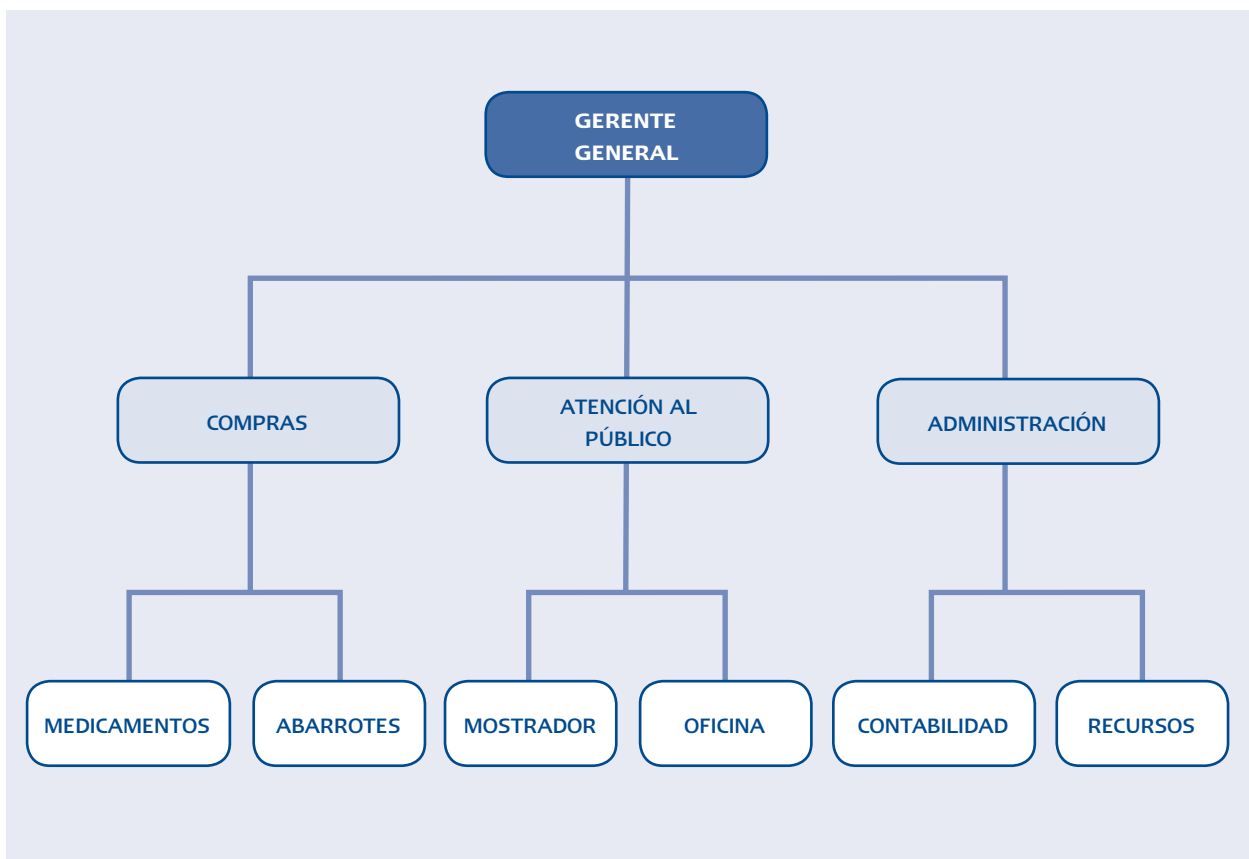 GERENTE
GENERAL
COMPRAS
ATENCIÓN AL
PÚBLICO
ADMINISTRACIÓN
MEDICAMENTOS
ABARROTES
MOSTRADOR
OFICINA
CONTABILIDAD
RECURSOS